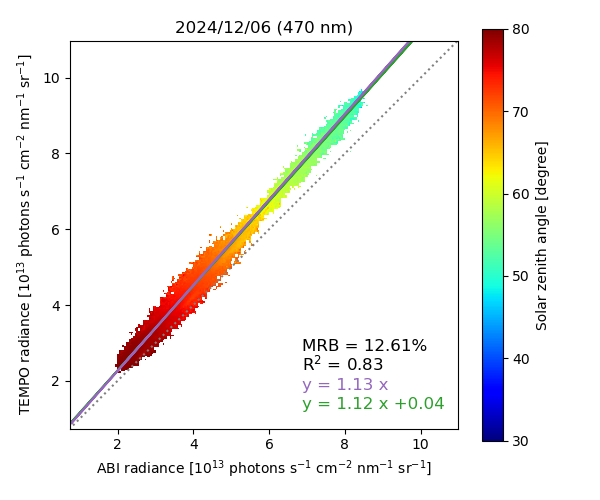 2024/12/06 (470 nm)
TEMPO radiance [10¹³ photons s⁻¹ cm⁻² nm⁻¹ sr⁻¹]
10
8
6
4
2
2 4 6 8 10
ABI radiance [10¹³ photons s⁻¹ cm⁻² nm⁻¹ sr⁻¹]
MRB = 12.61%
R² = 0.83
y = 1.13 x
y = 1.12 x +0.04
80
70
60
50
40
30
Solar zenith angle [degree]